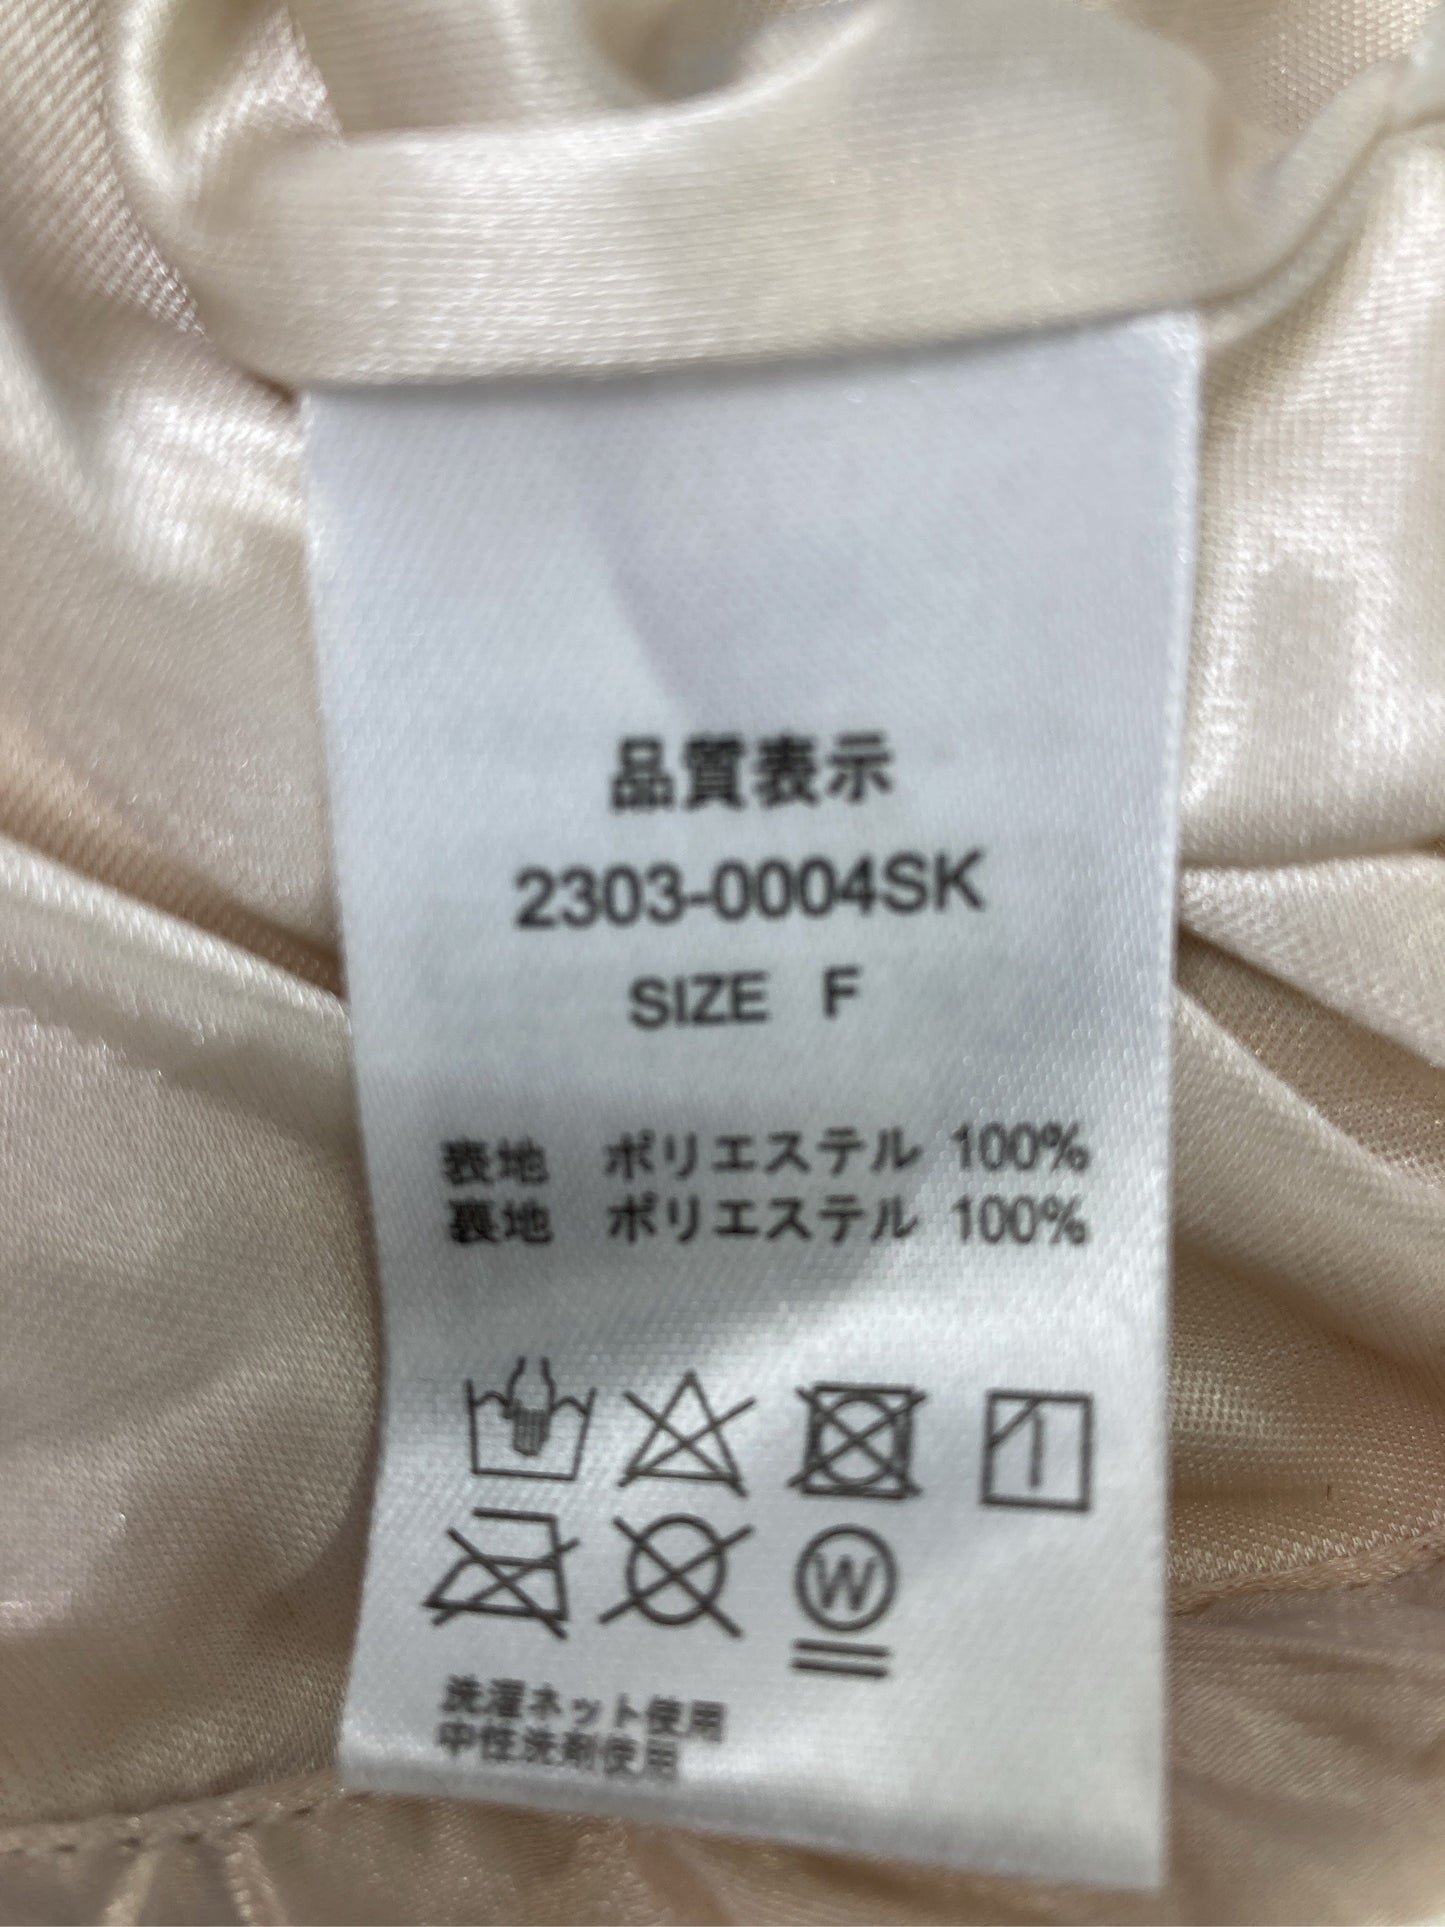 品質表示
2303-0004SK
SIZE F
表地 ポリエステル 100%
裏地 ポリエステル 100%
W
洗濯ネット使用
中性洗剤使用